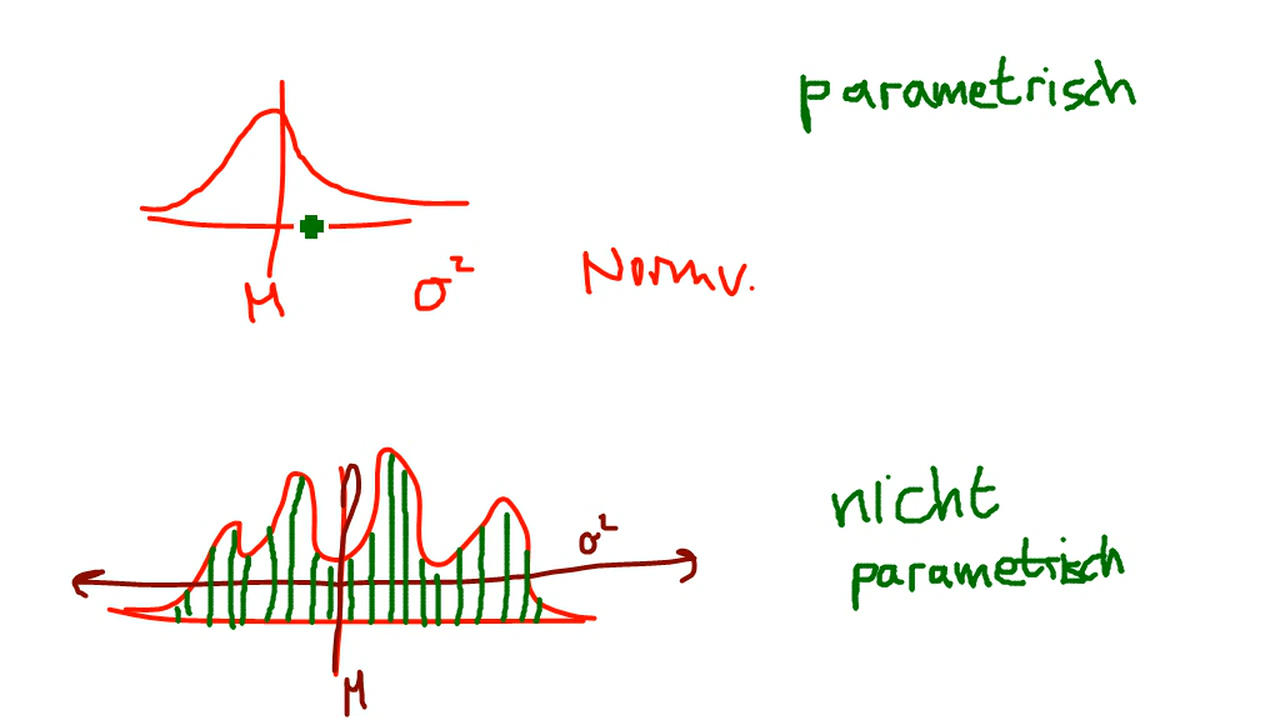 parametrisch
μ
σ²
Normv.
σ²
nicht
parametrisch
μ